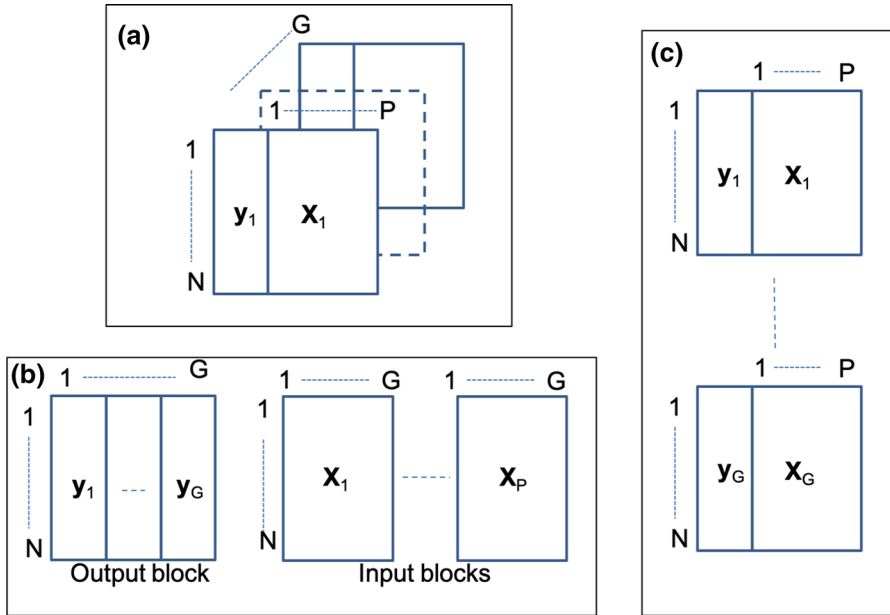 (a)
G
1 P
1
y1 X1
N
(b)
1 G 1 G 1 G
1 1
y1 yG X1 XP
N N
Output block Input blocks
(c)
1 P
1
y1 X1
N
1 P
1
yG XG
N